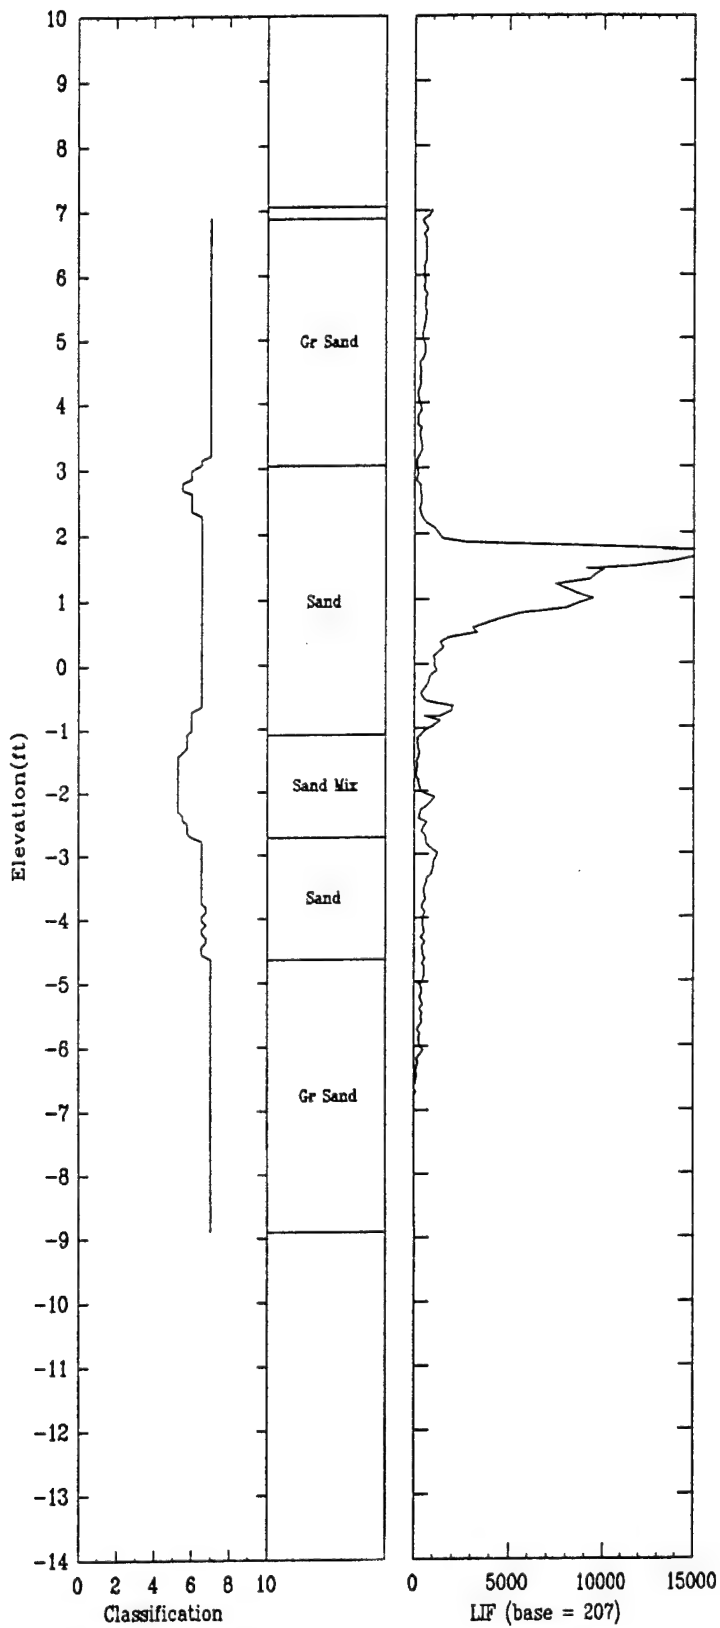 10
9
8
7
6
5
4
3
2
1
0
-1
-2
-3
-4
-5
-6
-7
-8
-9
-10
-11
-12
-13
-14
Elevation(ft)
0 2 4 6 8 10
Classification
Gr Sand
Sand
Sand Mix
Sand
Gr Sand
0 5000 10000 15000
LIF (base = 207)